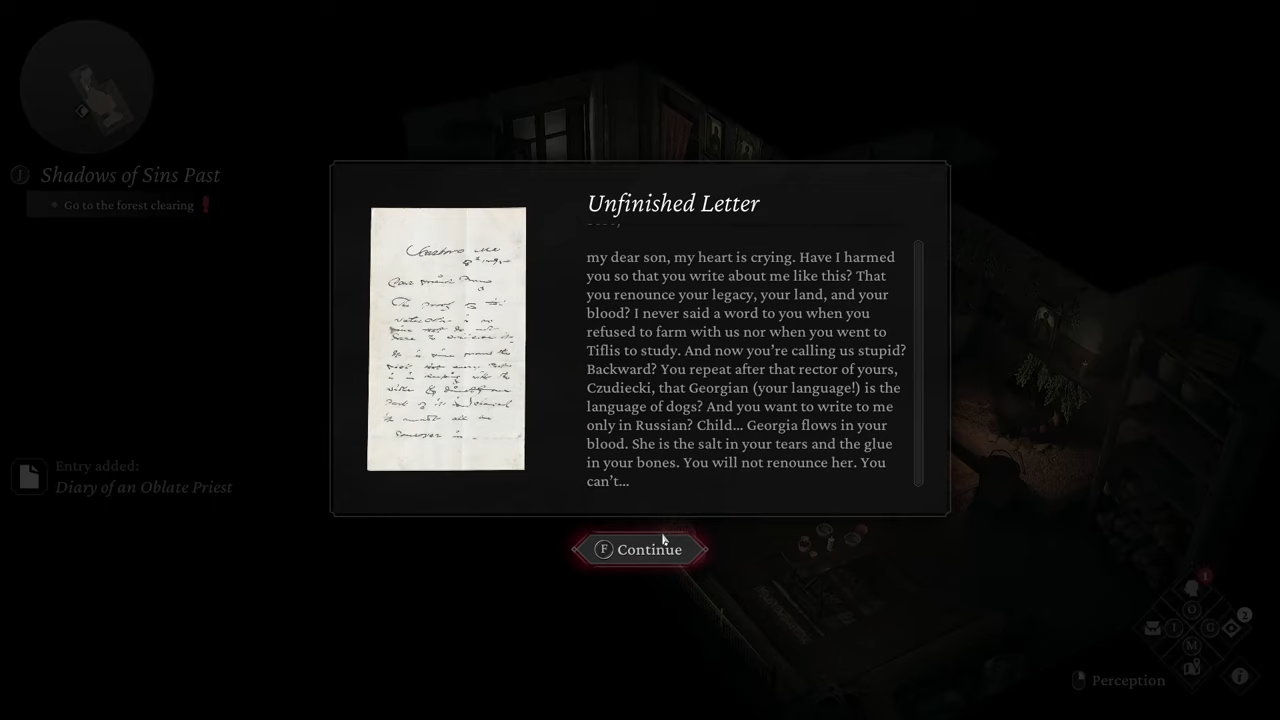 Shadows of Sins Past
Go to the forest clearing
Unfinished Letter
my dear son, my heart is crying. Have I harmed
you so that you write about me like this? That
you renounce your legacy, your land, and your
blood? I never said a word to you when you
refused to farm with us nor when you went to
Tiflis to study. And now you’re calling us stupid?
Backward? You repeat after that rector of yours,
Czudiecki, that Georgian (your language!) is the
language of dogs? And you want to write to me
only in Russian? Child... Georgia flows in your
blood. She is the salt in your tears and the glue
in your bones. You will not renounce her. You
can’t...
Entry added:
Diary of an Oblate Priest
F Continue
1
O
2
I
G
M
Perception